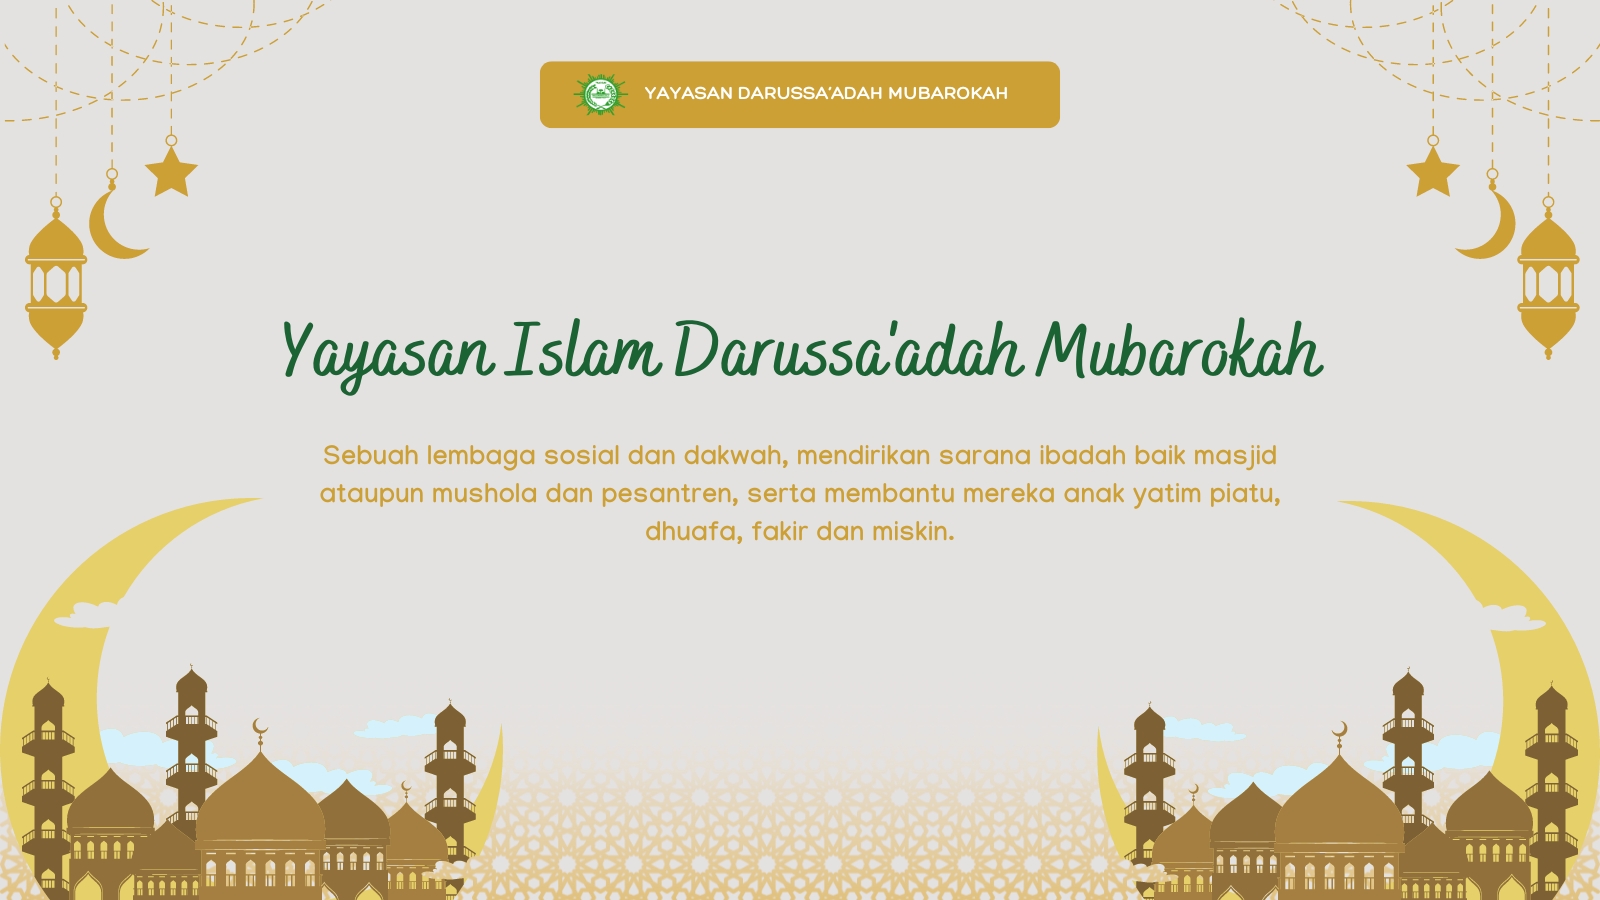 YAYASAN DARUSSA'ADAH MUBAROKAH
Yayasan Islam Darussa'adah Mubarokah
Sebuah lembaga sosial dan dakwah, mendirikan sarana ibadah baik masjid
ataupun mushola dan pesantren, serta membantu mereka anak yatim piatu,
dhuafa, fakir dan miskin.